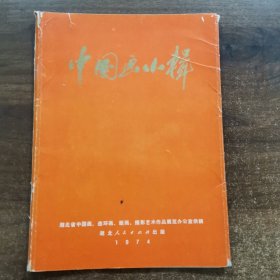 中国画小辑
湖北省中国画、连环画、版画、摄影艺术作品展览办公室供稿
湖北人民出版社出版
1974